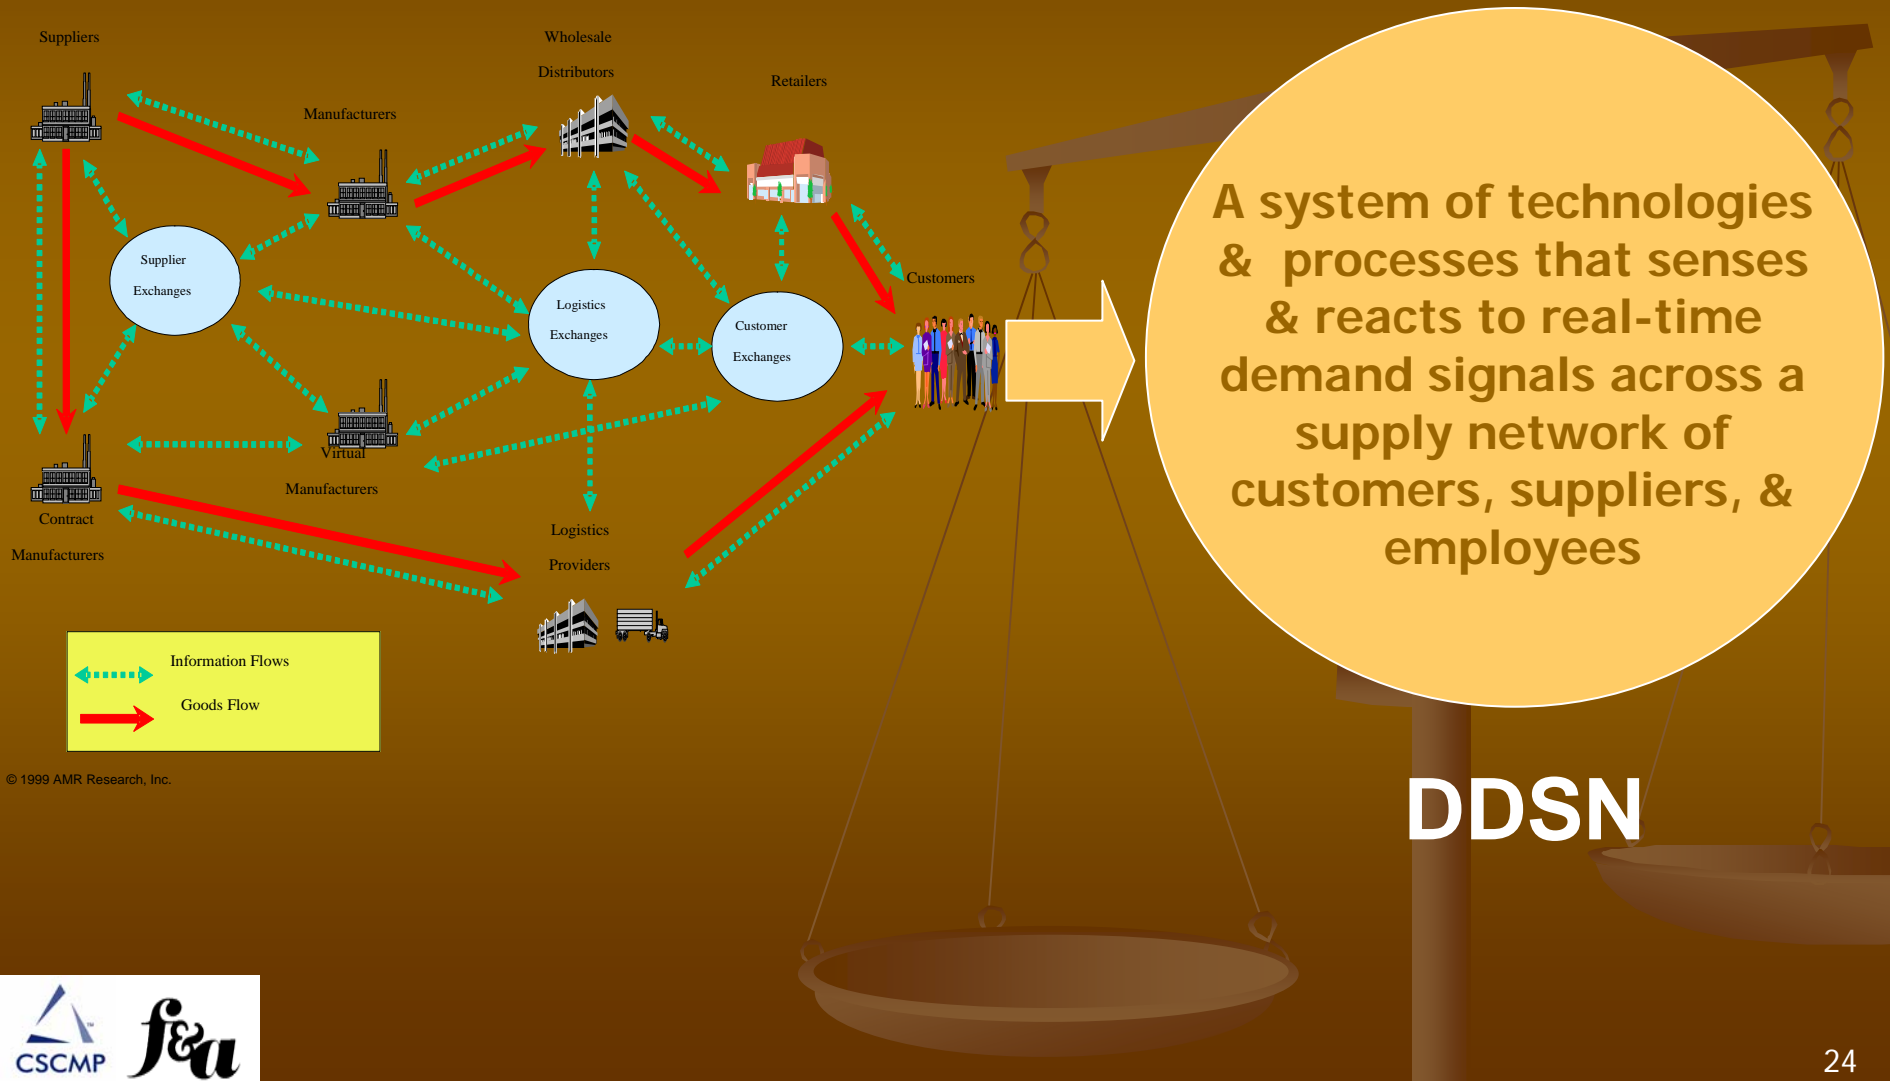 Suppliers
Wholesale
Distributors
Retailers
Manufacturers
Supplier
Exchanges
Logistics
Exchanges
Customer
Exchanges
Customers
Virtual
Manufacturers
Contract
Manufacturers
Logistics
Providers
Information Flows
Goods Flow
© 1999 AMR Research, Inc.
A system of technologies
& processes that senses
& reacts to real-time
demand signals across a
supply network of
customers, suppliers, &
employees
DDSN
CSCMP
™
f&a
24